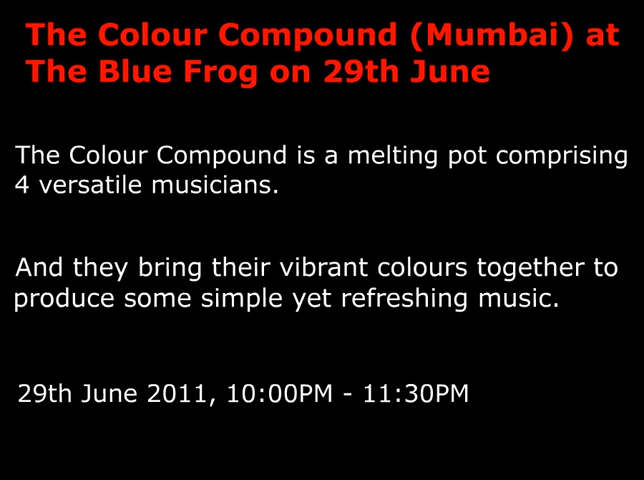 The Colour Compound (Mumbai) at
The Blue Frog on 29th June
The Colour Compound is a melting pot comprising
4 versatile musicians.
And they bring their vibrant colours together to
produce some simple yet refreshing music.
29th June 2011, 10:00PM - 11:30PM